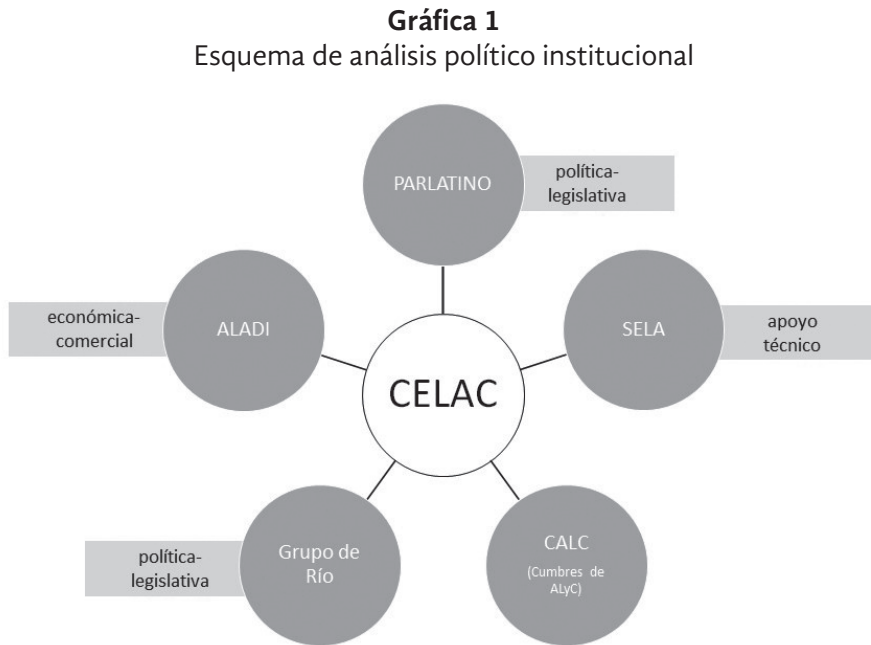 Gráfica 1
Esquema de análisis político institucional
PARLATINO
política-
legislativa
económica-
comercial
ALADI
SELA
apoyo
técnico
CELAC
política-
legislativa
Grupo de
Río
CALC
(Cumbres de
ALyC)